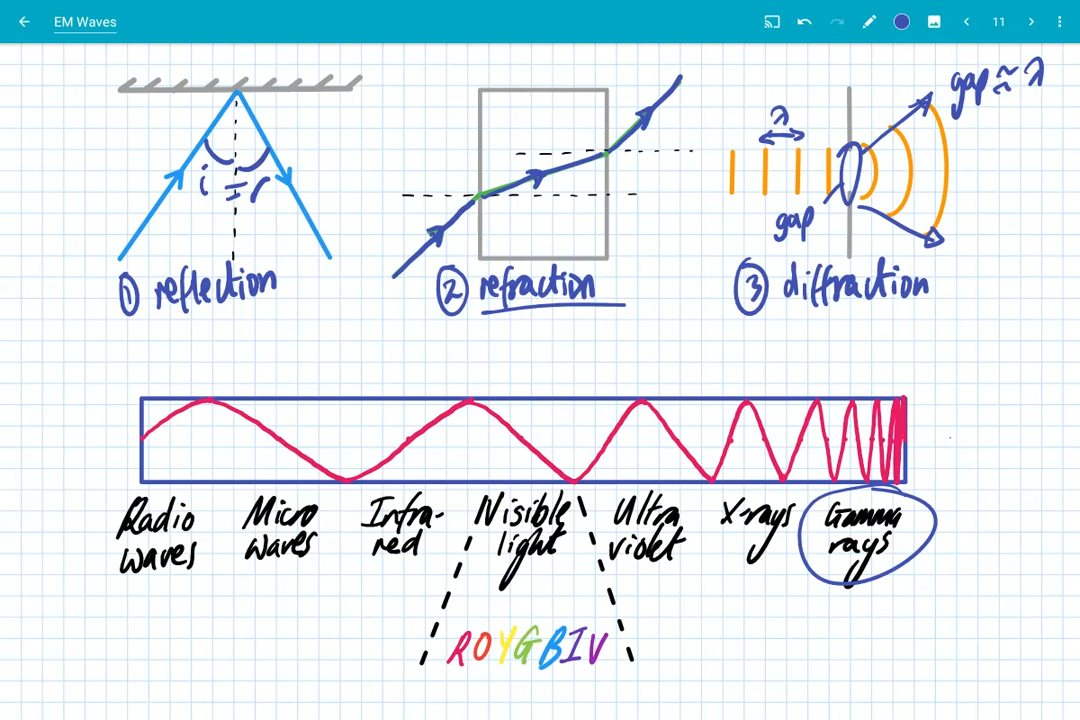 EM Waves
11
gap ≈ λ
λ
i = r
gap
① reflection
② refraction
③ diffraction
Radio
waves
Micro
waves
Infra-
red
Visible
light
Ultra
violet
X-rays
Gamma
rays
ROYGBIV